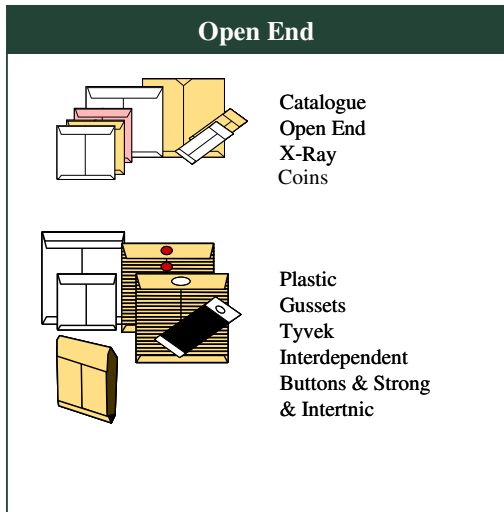 Open End
Catalogue
Open End
X-Ray
Coins
Plastic
Gussets
Tyvek
Interdependent
Buttons & Strong
& Intertnic